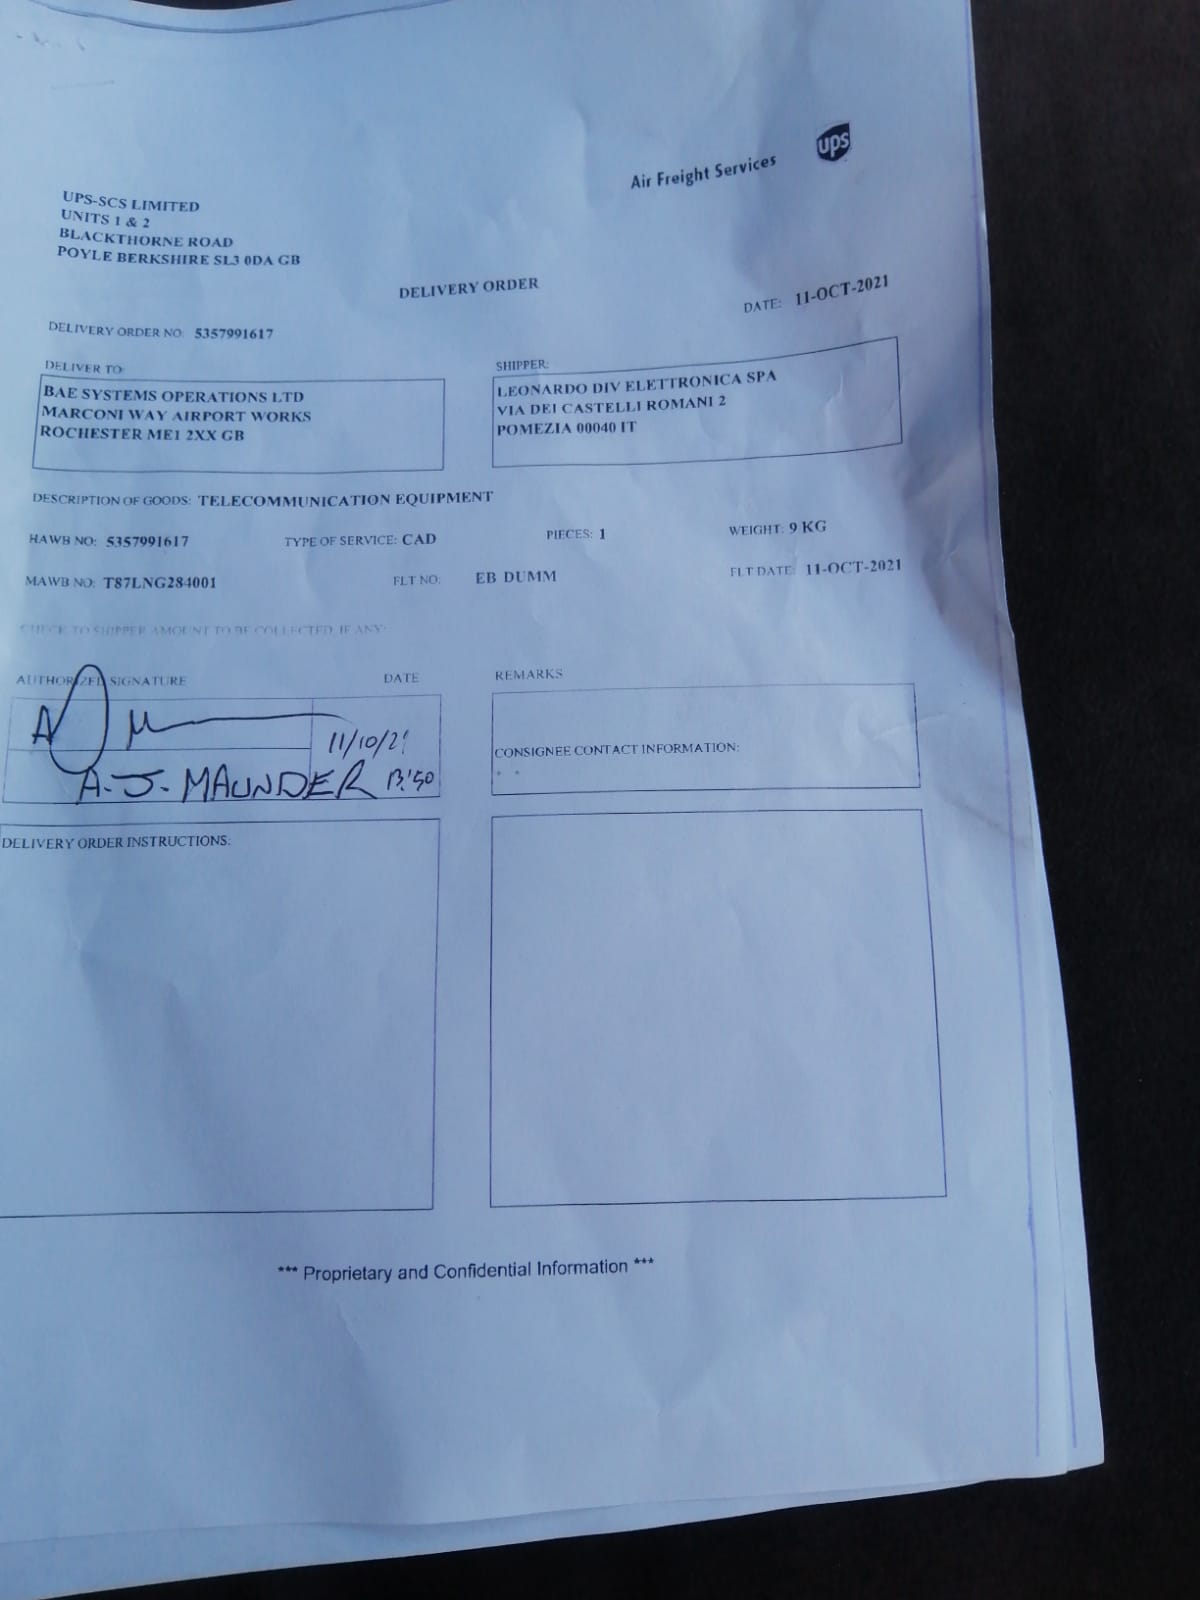 ups
Air Freight Services
UPS-SCS LIMITED
UNITS 1 & 2
BLACKTHORNE ROAD
POYLE BERKSHIRE SL3 0DA GB
DELIVERY ORDER
DATE: 11-OCT-2021
DELIVERY ORDER NO: 5357991617
DELIVER TO:
BAE SYSTEMS OPERATIONS LTD
MARCONI WAY AIRPORT WORKS
ROCHESTER ME1 2XX GB
SHIPPER:
LEONARDO DIV ELETTRONICA SPA
VIA DEI CASTELLI ROMANI 2
POMEZIA 00040 IT
DESCRIPTION OF GOODS: TELECOMMUNICATION EQUIPMENT
HAWB NO: 5357991617 TYPE OF SERVICE: CAD PIECES: 1 WEIGHT: 9 KG
MAWB NO: T87LNG284001 FLT NO: EB DUMM FLT DATE: 11-OCT-2021
CHECK TO SHIPPER AMOUNT TO BE COLLECTED, IF ANY:
AUTHORIZED SIGNATURE DATE
11/10/21
A.J. MAUNDER 13:50
REMARKS
CONSIGNEE CONTACT INFORMATION:
DELIVERY ORDER INSTRUCTIONS:
*** Proprietary and Confidential Information ***